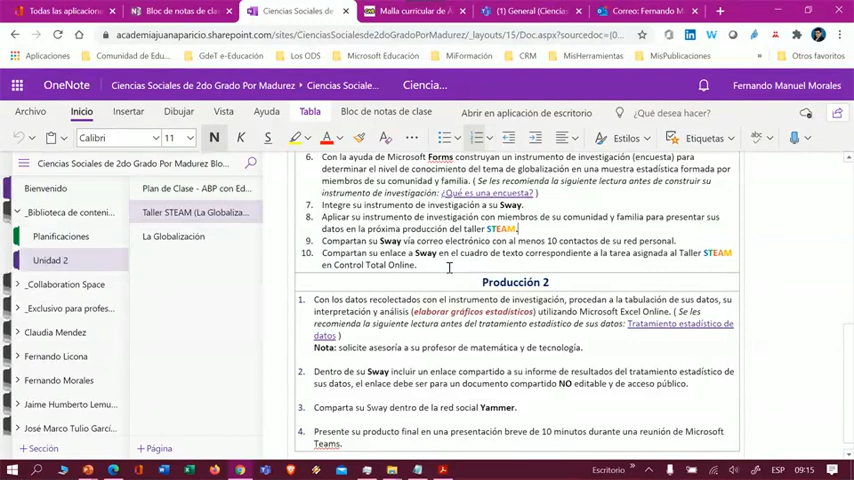 Todas las aplicaciones
Bloc de notas de clas
Ciencias Sociales de 2do Grado
Malla curricular de Á
(1) General (Ciencias
Correo: Fernando M
academiajuanaparicio.sharepoint.com/sites/CienciasSocialesde2doGradoPorMadurez/_layouts/15/Doc.aspx?sourcedoc={0...
Aplicaciones
Comunidad de Edu...
GdeT e-Educación
Los ODS
Microsoft Educator
MiFormación
CRM
MisHerramientas
MisPublicaciones
Otros favoritos
OneNote
Ciencias Sociales de 2do Grado Por Madurez › Ciencias Sociale...
Ciencia...
Fernando Manuel Morales
Archivo
Inicio
Insertar
Dibujar
Vista
Ayuda
Tabla
Bloc de notas de clase
Abrir en aplicación de escritorio
¿Qué desea hacer?
Calibri
11
N
K
S
A
Estilos
Etiquetas
Ciencias Sociales de 2do Grado Por Madurez Blo...
Bienvenido
_Biblioteca de conteni...
Planificaciones
Unidad 2
_Collaboration Space
_Exclusivo para profes...
Claudia Mendez
Fernando Licona
Fernando Morales
Jaime Humberto Lemu...
José Marco Tulio Garcí...
+ Sección
Plan de Clase - ABP con Ed...
Taller STEAM (La Globaliza...
La Globalización
+ Página
6. Con la ayuda de Microsoft Forms construyan un instrumento de investigación (encuesta) para
determinar el nivel de conocimiento del tema de globalización en una muestra estadística formada por
miembros de su comunidad y familia. ( Se les recomienda la siguiente lectura antes de construir su
instrumento de investigación: ¿Qué es una encuesta? )
7. Integre su instrumento de investigación a su Sway.
8. Aplicar su instrumento de investigación con miembros de su comunidad y familia para presentar sus
datos en la próxima producción del taller STEAM.
9. Compartan su Sway vía correo electrónico con al menos 10 contactos de su red personal.
10. Compartan su enlace a Sway en el cuadro de texto correspondiente a la tarea asignada al Taller STEAM
en Control Total Online.
Producción 2
1. Con los datos recolectados con el instrumento de investigación, procedan a la tabulación de sus datos, su
interpretación y análisis (elaborar gráficos estadísticos) utilizando Microsoft Excel Online. ( Se les
recomienda la siguiente lectura antes del tratamiento estadístico de sus datos: Tratamiento estadístico de
datos )
Nota: solicite asesoría a su profesor de matemática y de tecnología.
2. Dentro de su Sway incluir un enlace compartido a su informe de resultados del tratamiento estadístico de
sus datos, el enlace debe ser para un documento compartido NO editable y de acceso público.
3. Comparta su Sway dentro de la red social Yammer.
4. Presente su producto final en una presentación breve de 10 minutos durante una reunión de Microsoft
Teams.
Escritorio
ESP
09:15